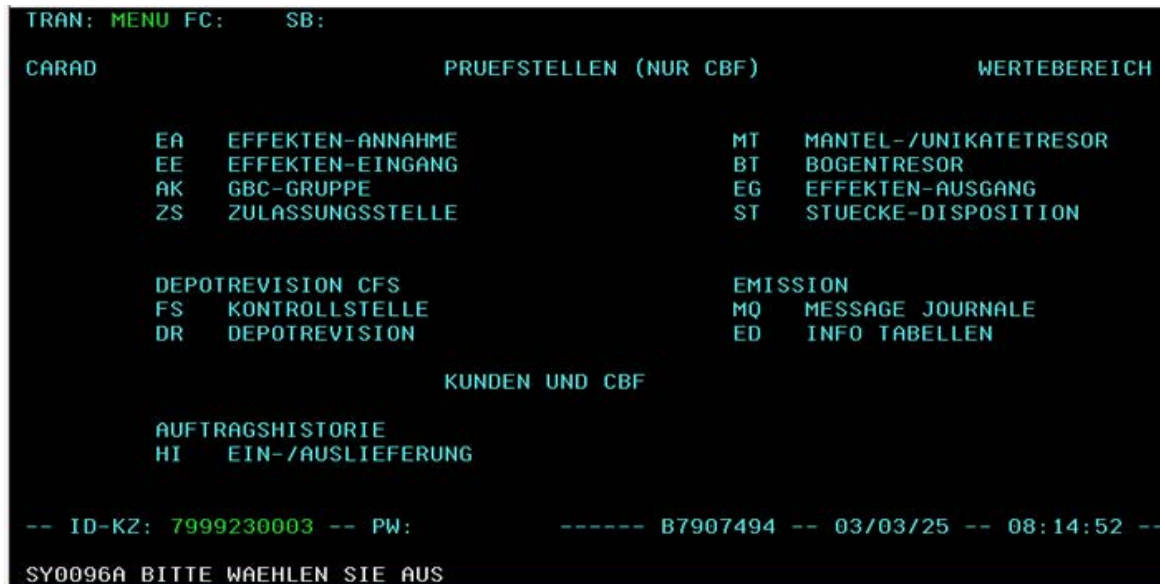 TRAN: MENU FC: SB:
CARAD PRUEFSTELLEN (NUR CBF) WERTEBEREICH
EA EFFEKTEN-ANNAHME MT MANTEL-/UNIKATETRESOR
EE EFFEKTEN-EINGANG BT BOGENTRESOR
AK GBC-GRUPPE EG EFFEKTEN-AUSGANG
ZS ZULASSUNGSSTELLE ST STUECKE-DISPOSITION
DEPOTREVISION CFS EMISSION
FS KONTROLLSTELLE MQ MESSAGE JOURNALE
DR DEPOTREVISION ED INFO TABELLEN
KUNDEN UND CBF
AUFTRAGSHISTORIE
HI EIN-/AUSLIEFERUNG
-- ID-KZ: 7999230003 -- PW: ------ B7907494 -- 03/03/25 -- 08:14:52 --
SY0096A BITTE WAEHLEN SIE AUS